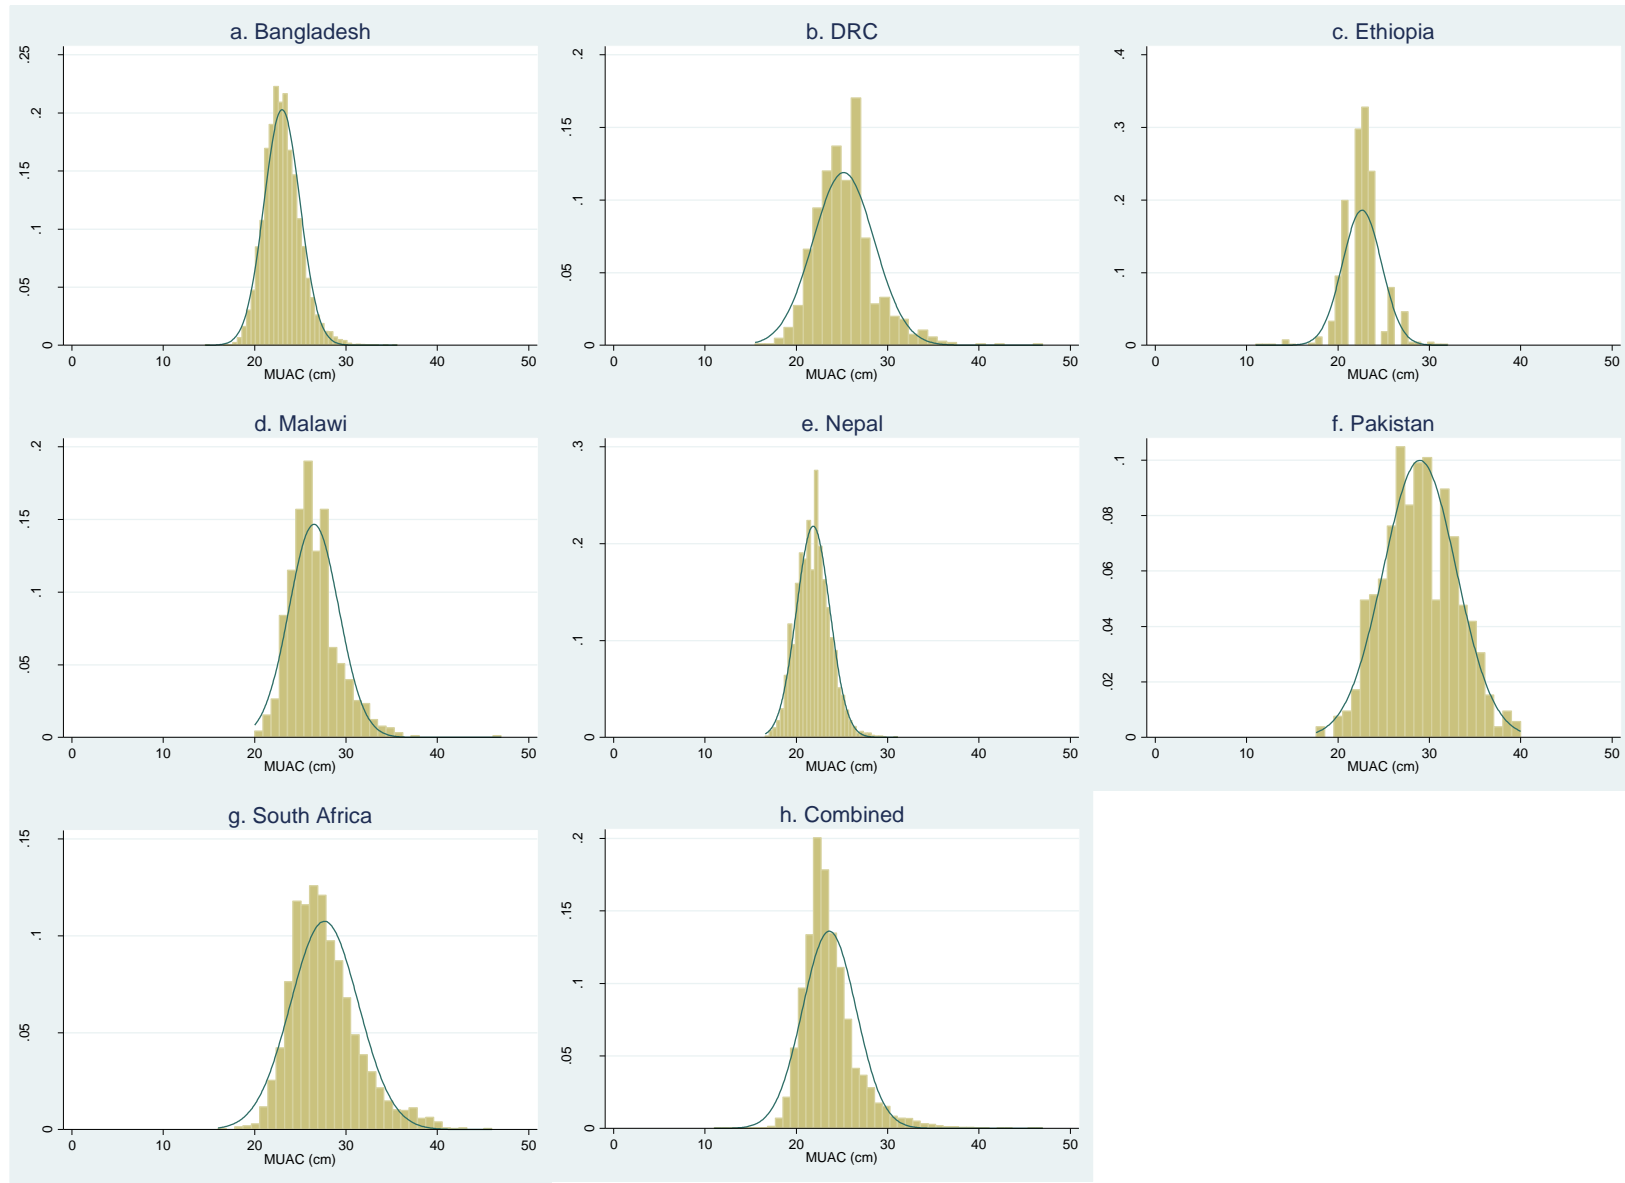 a. Bangladesh
0 .05 .1 .15 .2 .25
0 10 20 30 40 50
MUAC (cm)
b. DRC
0 .05 .1 .15 .2
0 10 20 30 40 50
MUAC (cm)
c. Ethiopia
0 .1 .2 .3 .4
0 10 20 30 40 50
MUAC (cm)
d. Malawi
0 .05 .1 .15 .2
0 10 20 30 40 50
MUAC (cm)
e. Nepal
0 .1 .2 .3
0 10 20 30 40 50
MUAC (cm)
f. Pakistan
0 .02 .04 .06 .08 .1
0 10 20 30 40 50
MUAC (cm)
g. South Africa
0 .05 .1 .15
0 10 20 30 40 50
MUAC (cm)
h. Combined
0 .05 .1 .15 .2
0 10 20 30 40 50
MUAC (cm)